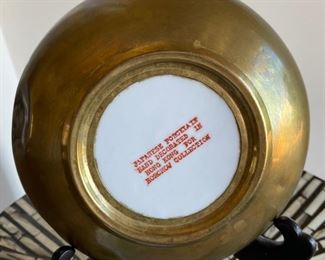 JAPANESE PORCELAIN
HAND DECORATED IN
HONG KONG FOR
HORCHOW COLLECTION